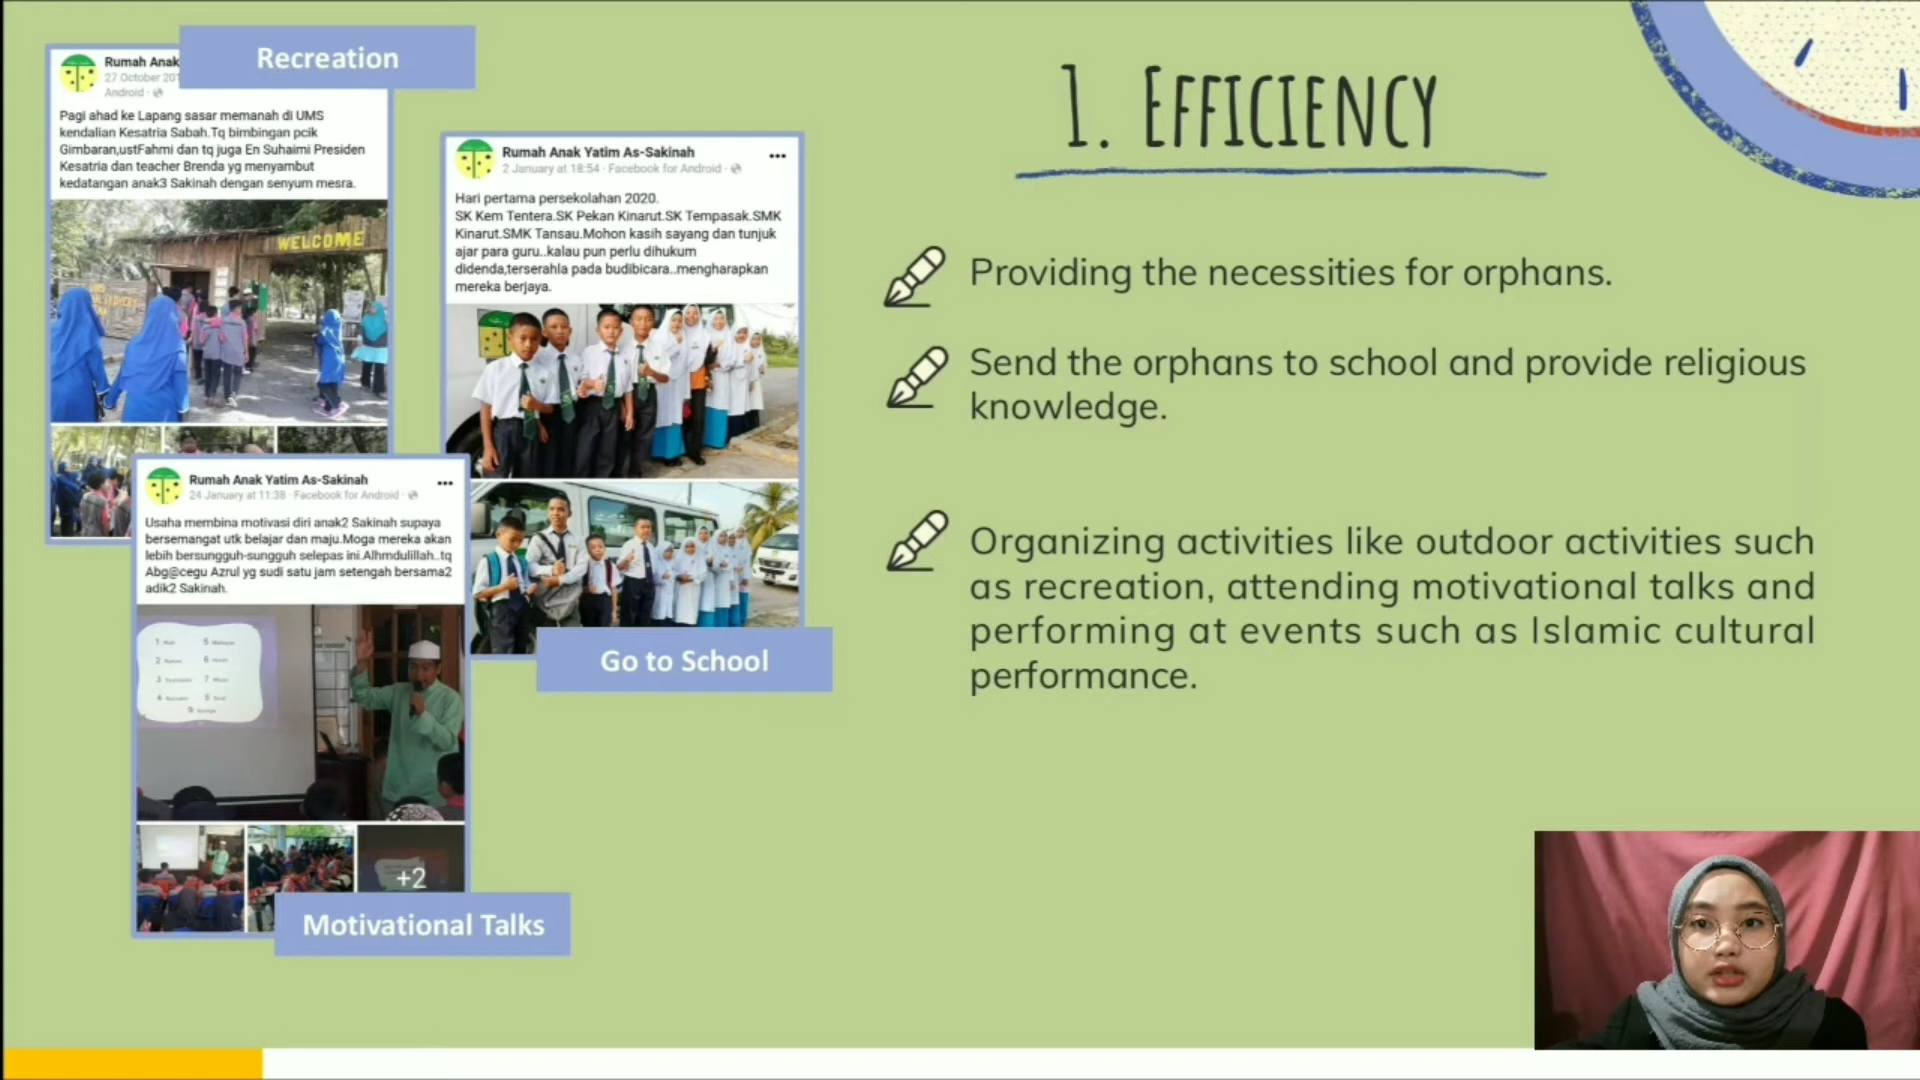 Recreation
Rumah Anak
27 October 201
Android ·
Pagi ahad ke Lapang sasar memanah di UMS
kendalian Kesatria Sabah.Tq bimbingan pcik
Gimbaran,ustFahmi dan tq juga En Suhaimi Presiden
Kesatria dan teacher Brenda yg menyambut
kedatangan anak3 Sakinah dengan senyum mesra.
WELCOME
Rumah Anak Yatim As-Sakinah
2 January at 18:54 · Facebook for Android ·
Hari pertama persekolahan 2020.
SK Kem Tentera.SK Pekan Kinarut.SK Tempasak.SMK
Kinarut.SMK Tansau.Mohon kasih sayang dan tunjuk
ajar para guru..kalau pun perlu dihukum
didenda,terserahla pada budibicara..mengharapkan
mereka berjaya.
Go to School
Rumah Anak Yatim As-Sakinah
24 January at 11:38 · Facebook for Android ·
Usaha membina motivasi diri anak2 Sakinah supaya
bersemangat utk belajar dan maju.Moga mereka akan
lebih bersungguh-sungguh selepas ini.Alhmdulillah..tq
Abg@cegu Azrul yg sudi satu jam setengah bersama2
adik2 Sakinah.
+2
Motivational Talks
1. EFFICIENCY
Providing the necessities for orphans.
Send the orphans to school and provide religious
knowledge.
Organizing activities like outdoor activities such
as recreation, attending motivational talks and
performing at events such as Islamic cultural
performance.